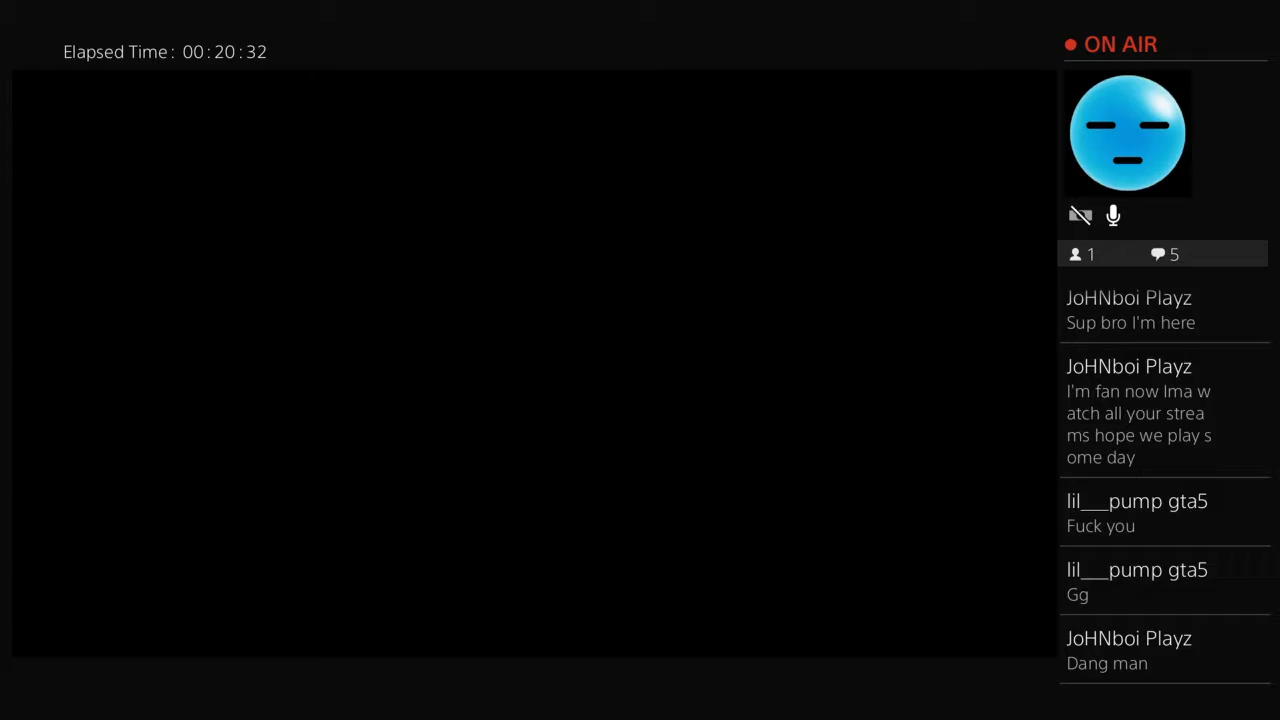 Elapsed Time: 00:20:32
ON AIR
1 5
JoHNboi Playz
Sup bro I'm here
JoHNboi Playz
I'm fan now Ima w
atch all your strea
ms hope we play s
ome day
lil___pump gta5
Fuck you
lil___pump gta5
Gg
JoHNboi Playz
Dang man